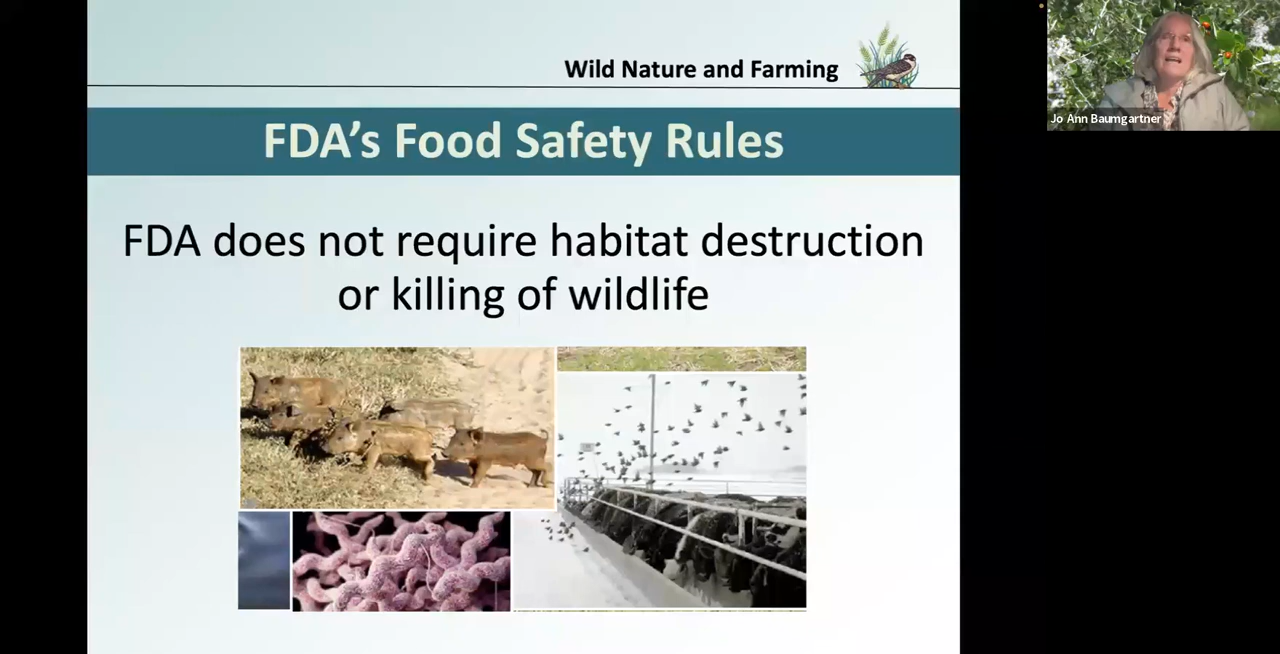 Wild Nature and Farming
FDA's Food Safety Rules
FDA does not require habitat destruction
or killing of wildlife
Jo Ann Baumgartner